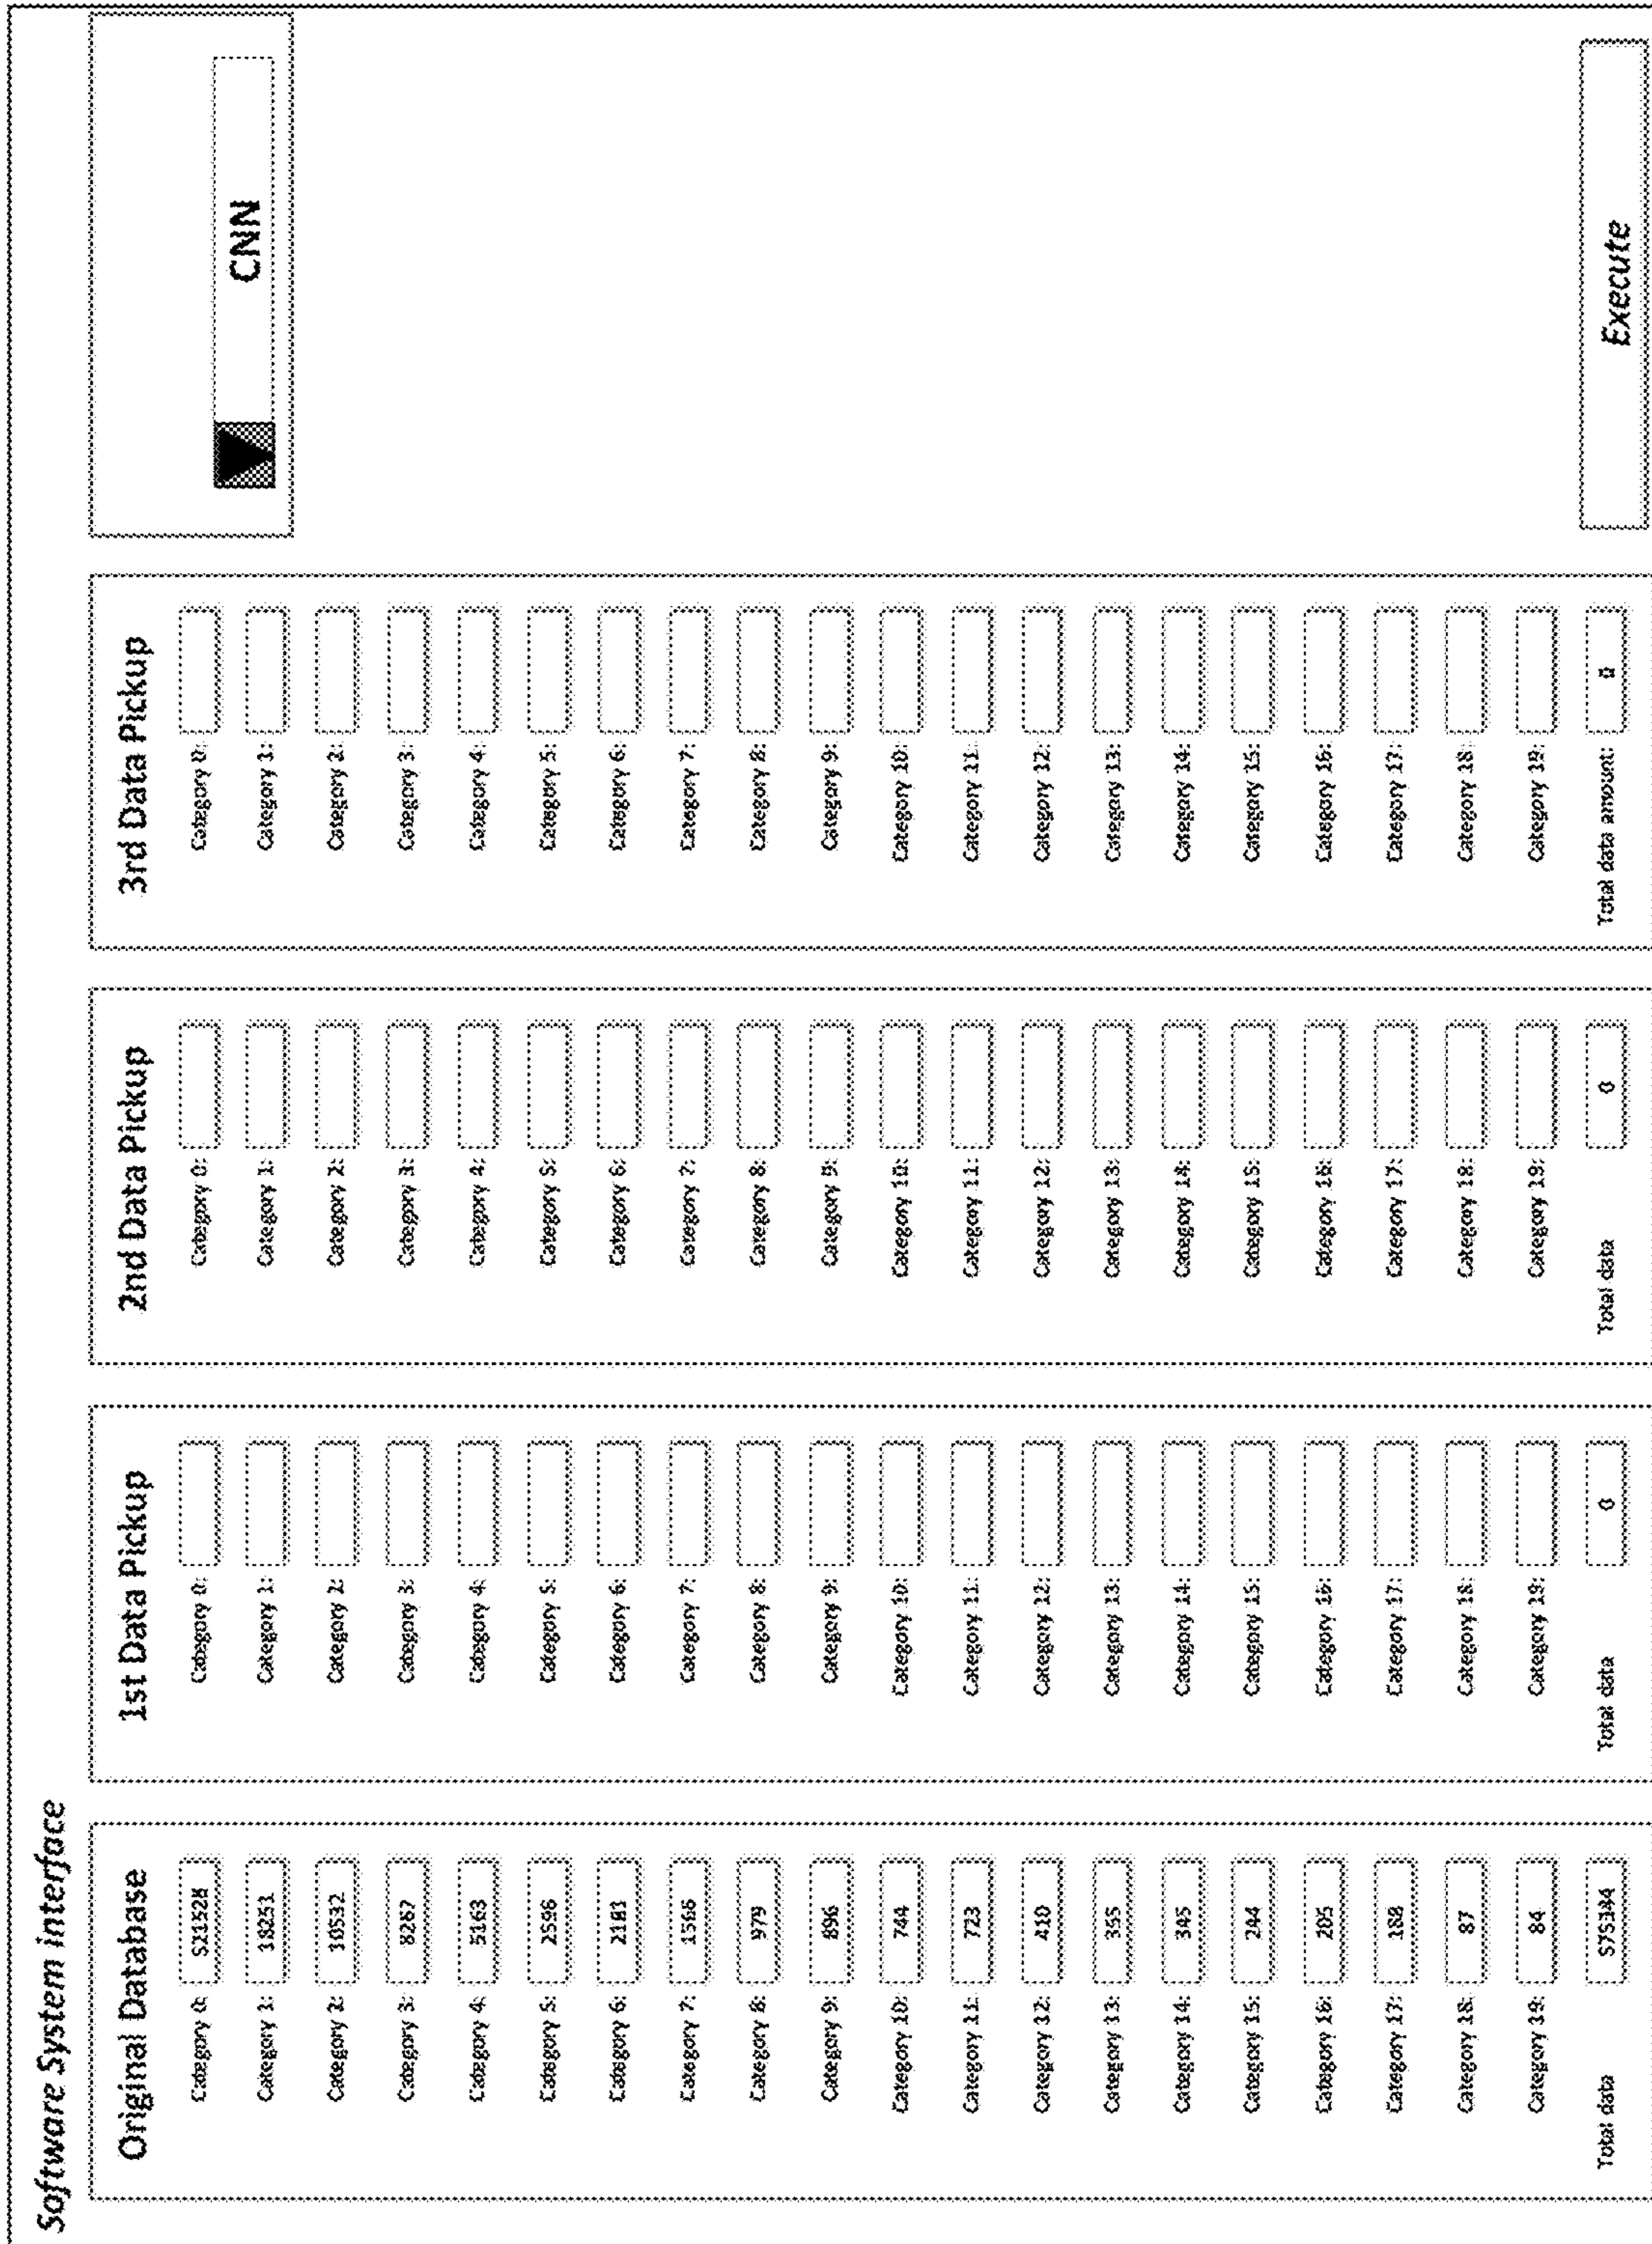 Software System interface
Original Database
Category 0: 521528
Category 1: 18251
Category 2: 10532
Category 3: 8267
Category 4: 5163
Category 5: 2596
Category 6: 2181
Category 7: 1566
Category 8: 979
Category 9: 896
Category 10: 744
Category 11: 723
Category 12: 410
Category 13: 355
Category 14: 345
Category 15: 244
Category 16: 205
Category 17: 188
Category 18: 87
Category 19: 84
Total data 575344
1st Data Pickup
Category 0:
Category 1:
Category 2:
Category 3:
Category 4:
Category 5:
Category 6:
Category 7:
Category 8:
Category 9:
Category 10:
Category 11:
Category 12:
Category 13:
Category 14:
Category 15:
Category 16:
Category 17:
Category 18:
Category 19:
Total data 0
2nd Data Pickup
Category 0:
Category 1:
Category 2:
Category 3:
Category 4:
Category 5:
Category 6:
Category 7:
Category 8:
Category 9:
Category 10:
Category 11:
Category 12:
Category 13:
Category 14:
Category 15:
Category 16:
Category 17:
Category 18:
Category 19:
Total data 0
3rd Data Pickup
Category 0:
Category 1:
Category 2:
Category 3:
Category 4:
Category 5:
Category 6:
Category 7:
Category 8:
Category 9:
Category 10:
Category 11:
Category 12:
Category 13:
Category 14:
Category 15:
Category 16:
Category 17:
Category 18:
Category 19:
Total data amount: 0
CNN
Execute